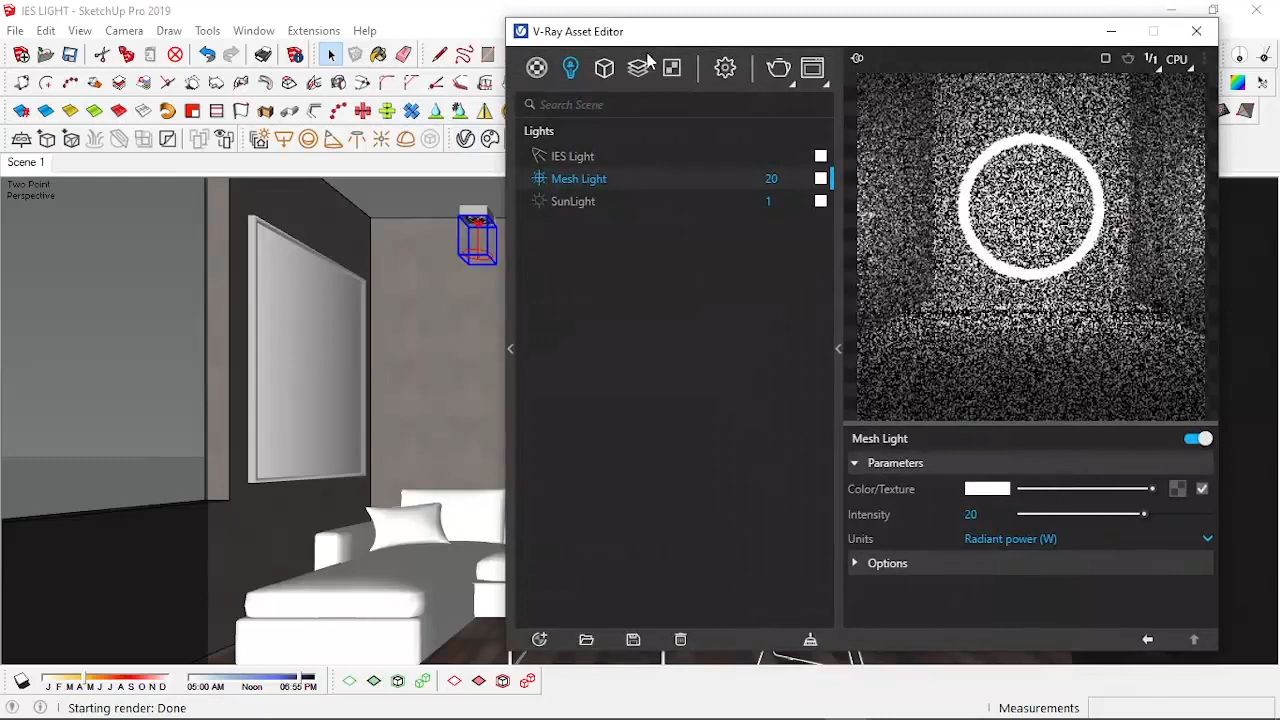 IES LIGHT - SketchUp Pro 2019
File Edit View Camera Draw Tools Window Extensions Help
V-Ray Asset Editor
1/1 CPU
Search Scene
Lights
IES Light
Mesh Light 20
SunLight 1
Scene 1
Two Point
Perspective
Mesh Light
Parameters
Color/Texture
Intensity 20
Units Radiant power (W)
Options
J F M A M J J A S O N D
05:00 AM Noon 06:55 PM
Starting render: Done
Measurements